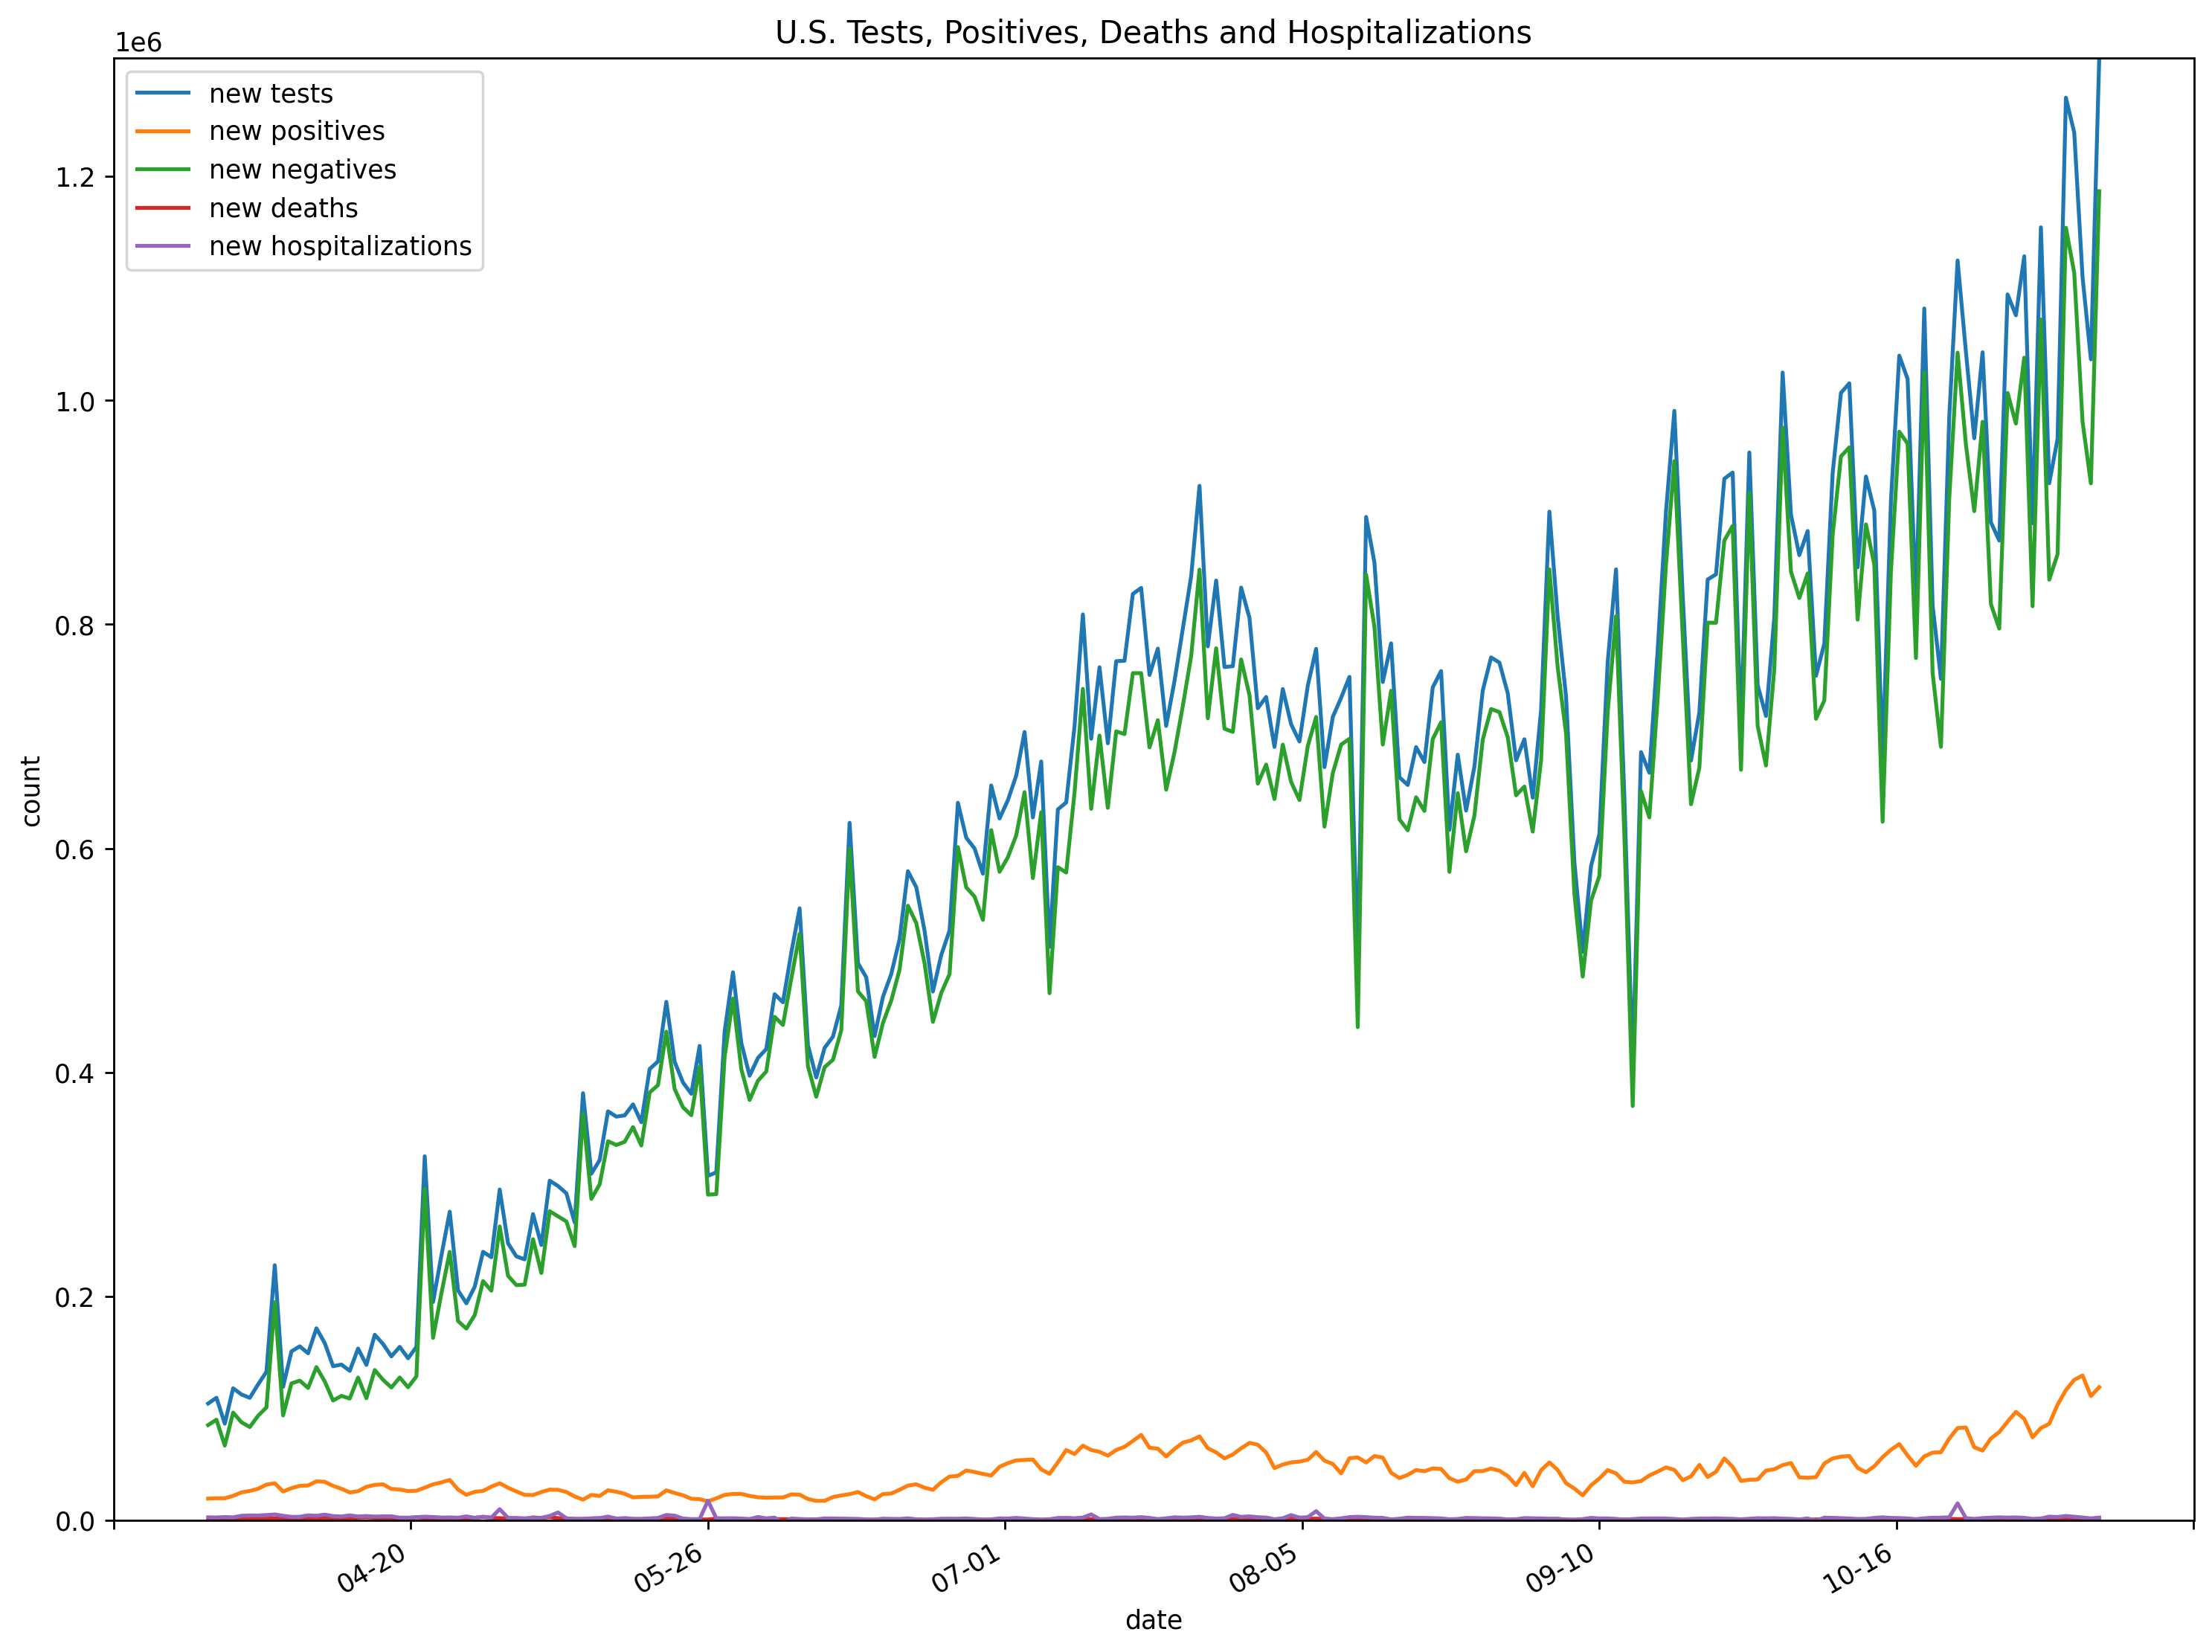 U.S. Tests, Positives, Deaths and Hospitalizations
1e6
new tests
new positives
new negatives
new deaths
new hospitalizations
1.2
1.0
0.8
0.6
0.4
0.2
0.0
count
04-20
05-26
07-01
08-05
09-10
10-16
date